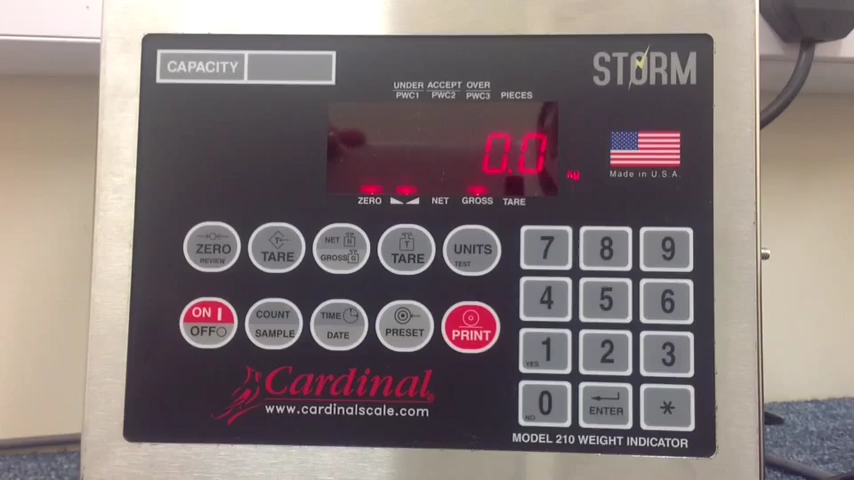 CAPACITY
STORM
UNDER ACCEPT OVER
PWC1 PWC2 PWC3 PIECES
0.0
kg
Made in U.S.A.
ZERO NET GROSS TARE
ZERO
REVIEW
T
TARE
NET N
GROSS G
T
TARE
UNITS
TEST
7 8 9
ON I
OFF O
COUNT
SAMPLE
TIME
DATE
PRESET
PRINT
4 5 6
1 2 3
YES
0 ENTER *
NO
Cardinal®
www.cardinalscale.com
MODEL 210 WEIGHT INDICATOR